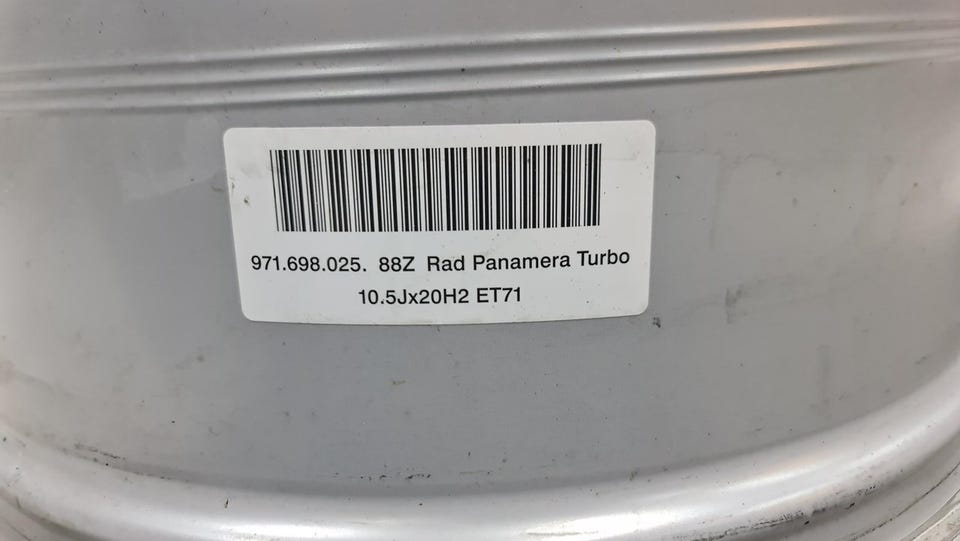 971.698.025.  88Z  Rad Panamera Turbo
10.5Jx20H2 ET71